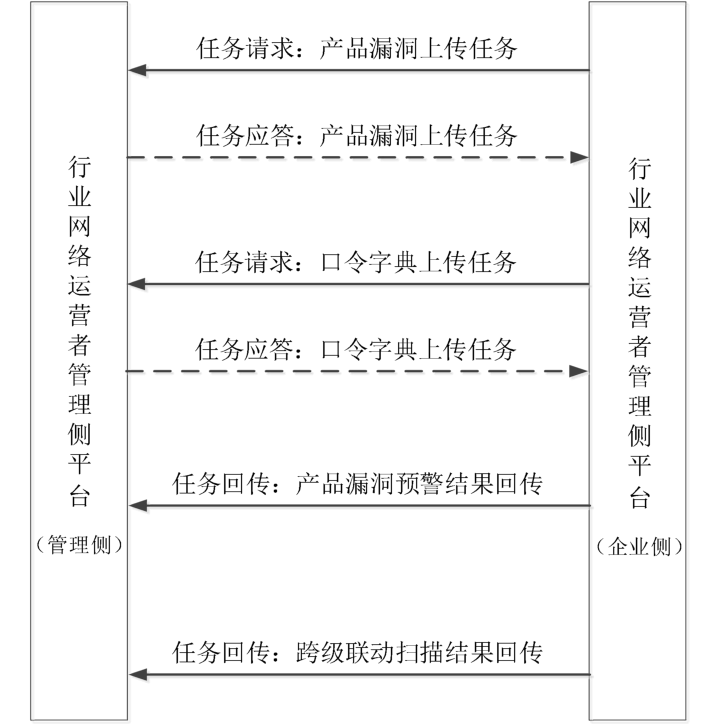 任务请求：产品漏洞上传任务
任务应答：产品漏洞上传任务
行业网络运营者管理侧平台
（管理侧）
任务请求：口令字典上传任务
任务应答：口令字典上传任务
任务回传：产品漏洞预警结果回传
任务回传：跨级联动扫描结果回传
行业网络运营者管理侧平台
（企业侧）